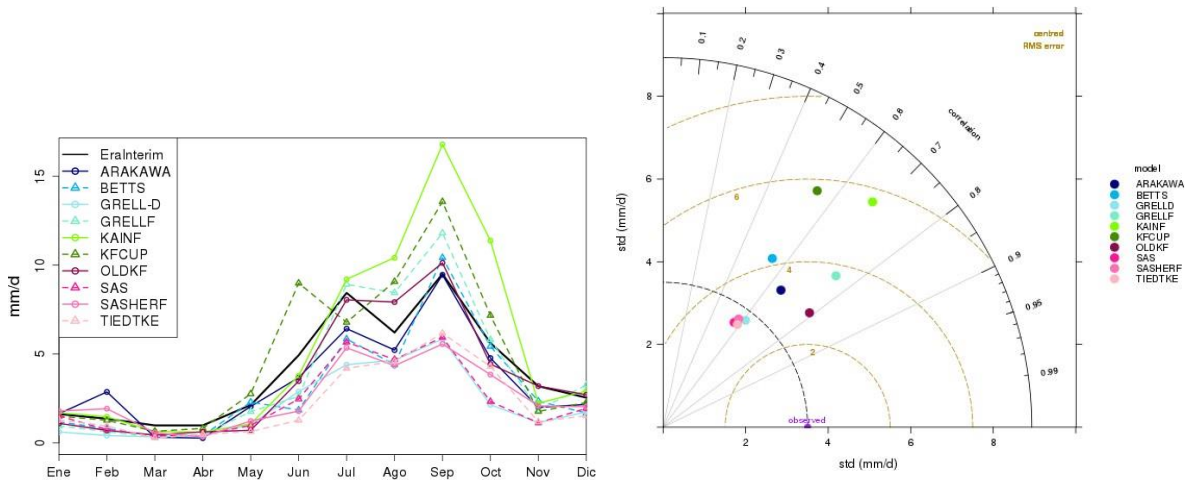 mm/d
15
10
5
0
EraInterim
ARAKAWA
BETTS
GRELL-D
GRELLF
KAINF
KFCUP
OLDKF
SAS
SASHERF
TIEDTKE
Ene Feb Mar Abr May Jun Jul Ago Sep Oct Nov Dic
centred
RMS error
0.1 0.2 0.3 0.4 0.5 0.6 0.7 0.8 0.9 0.95 0.99
correlation
std (mm/d)
8
6
4
2
6
4
2
observed
2 4 6 8
std (mm/d)
model
ARAKAWA
BETTS
GRELLD
GRELLF
KAINF
KFCUP
OLDKF
SAS
SASHERF
TIEDTKE